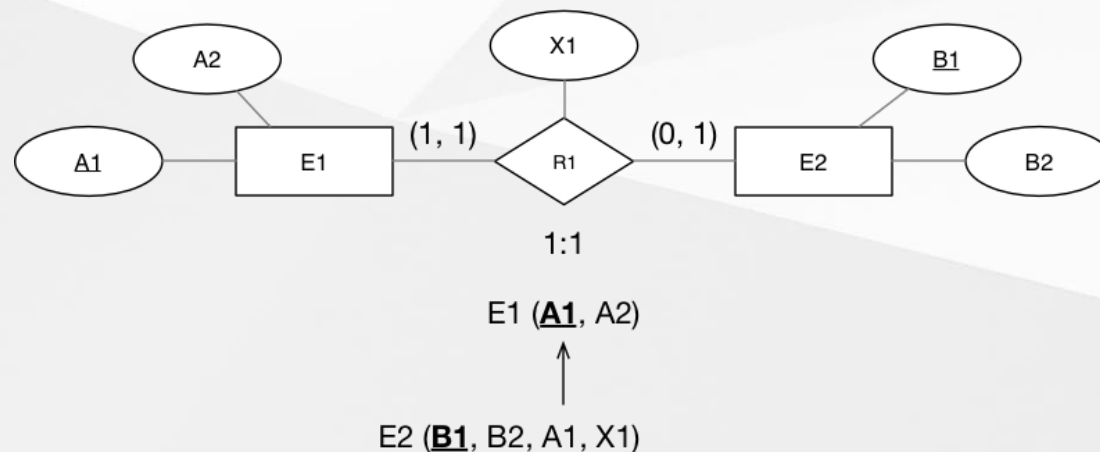 X1
A2
B1
(1, 1)
(0, 1)
A1
E1
R1
E2
B2
1:1
E1 (A1, A2)
E2 (B1, B2, A1, X1)